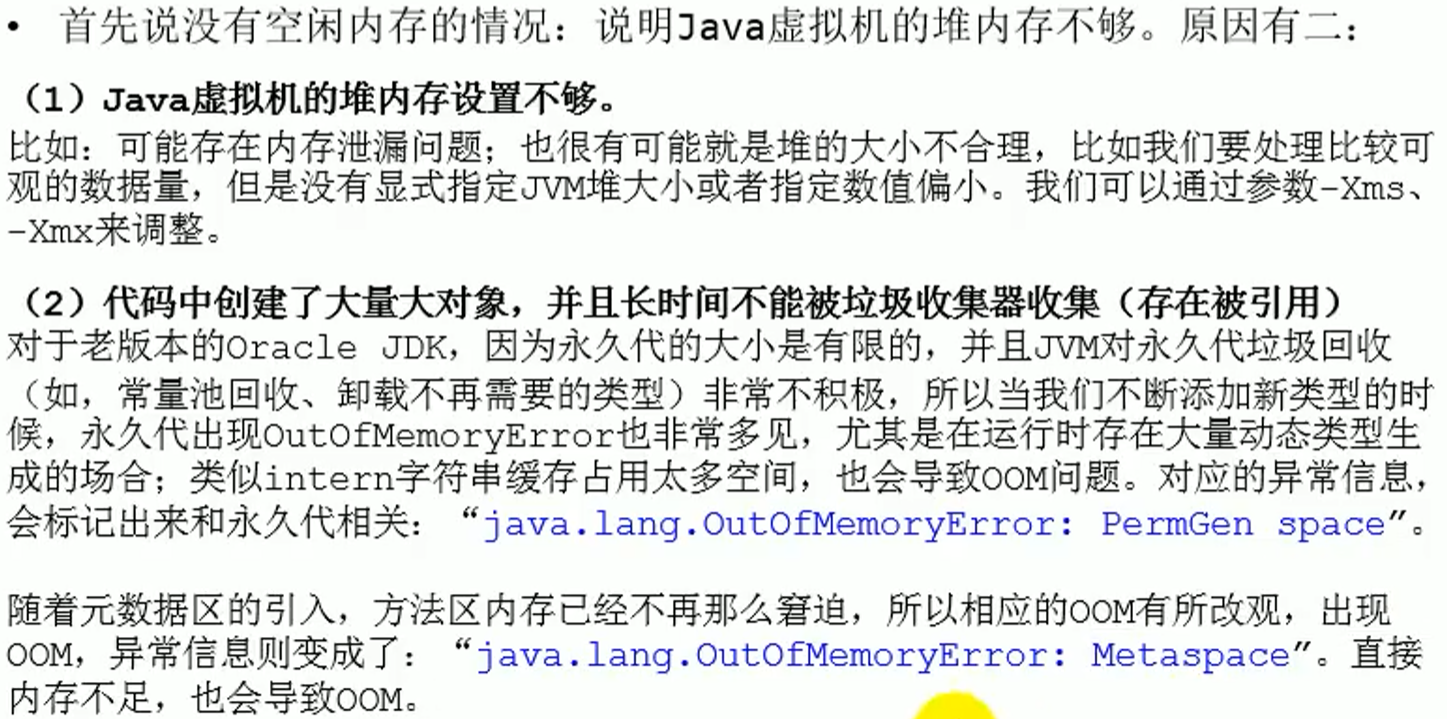 • 首先说没有空闲内存的情况：说明Java虚拟机的堆内存不够。原因有二：
（1）Java虚拟机的堆内存设置不够。
比如：可能存在内存泄漏问题；也很有可能就是堆的大小不合理，比如我们要处理比较可
观的数据量，但是没有显式指定JVM堆大小或者指定数值偏小。我们可以通过参数-Xms、
-Xmx来调整。
（2）代码中创建了大量大对象，并且长时间不能被垃圾收集器收集（存在被引用）
对于老版本的Oracle JDK，因为永久代的大小是有限的，并且JVM对永久代垃圾回收
（如，常量池回收、卸载不再需要的类型）非常不积极，所以当我们不断添加新类型的时
候，永久代出现OutOfMemoryError也非常多见，尤其是在运行时存在大量动态类型生
成的场合；类似intern字符串缓存占用太多空间，也会导致OOM问题。对应的异常信息，
会标记出来和永久代相关：“java.lang.OutOfMemoryError: PermGen space”。
随着元数据区的引入，方法区内存已经不再那么窘迫，所以相应的OOM有所改观，出现
OOM，异常信息则变成了：“java.lang.OutOfMemoryError: Metaspace”。直接
内存不足，也会导致OOM。